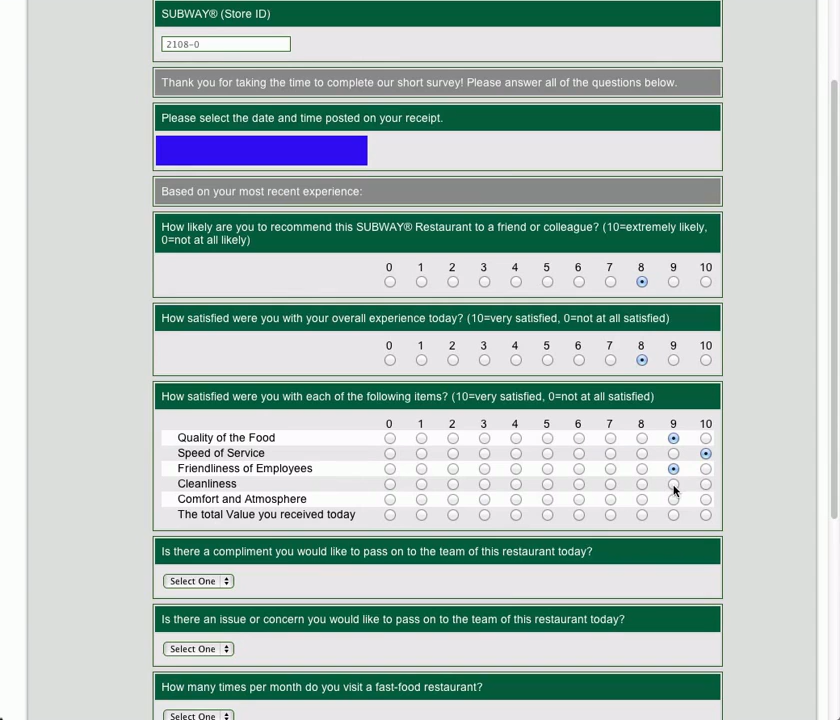 SUBWAY® (Store ID)
2108-0
Thank you for taking the time to complete our short survey! Please answer all of the questions below.
Please select the date and time posted on your receipt.
Based on your most recent experience:
How likely are you to recommend this SUBWAY® Restaurant to a friend or colleague? (10=extremely likely,
0=not at all likely)
0 1 2 3 4 5 6 7 8 9 10
How satisfied were you with your overall experience today? (10=very satisfied, 0=not at all satisfied)
0 1 2 3 4 5 6 7 8 9 10
How satisfied were you with each of the following items? (10=very satisfied, 0=not at all satisfied)
0 1 2 3 4 5 6 7 8 9 10
Quality of the Food
Speed of Service
Friendliness of Employees
Cleanliness
Comfort and Atmosphere
The total Value you received today
Is there a compliment you would like to pass on to the team of this restaurant today?
Select One
Is there an issue or concern you would like to pass on to the team of this restaurant today?
Select One
How many times per month do you visit a fast-food restaurant?
Select One